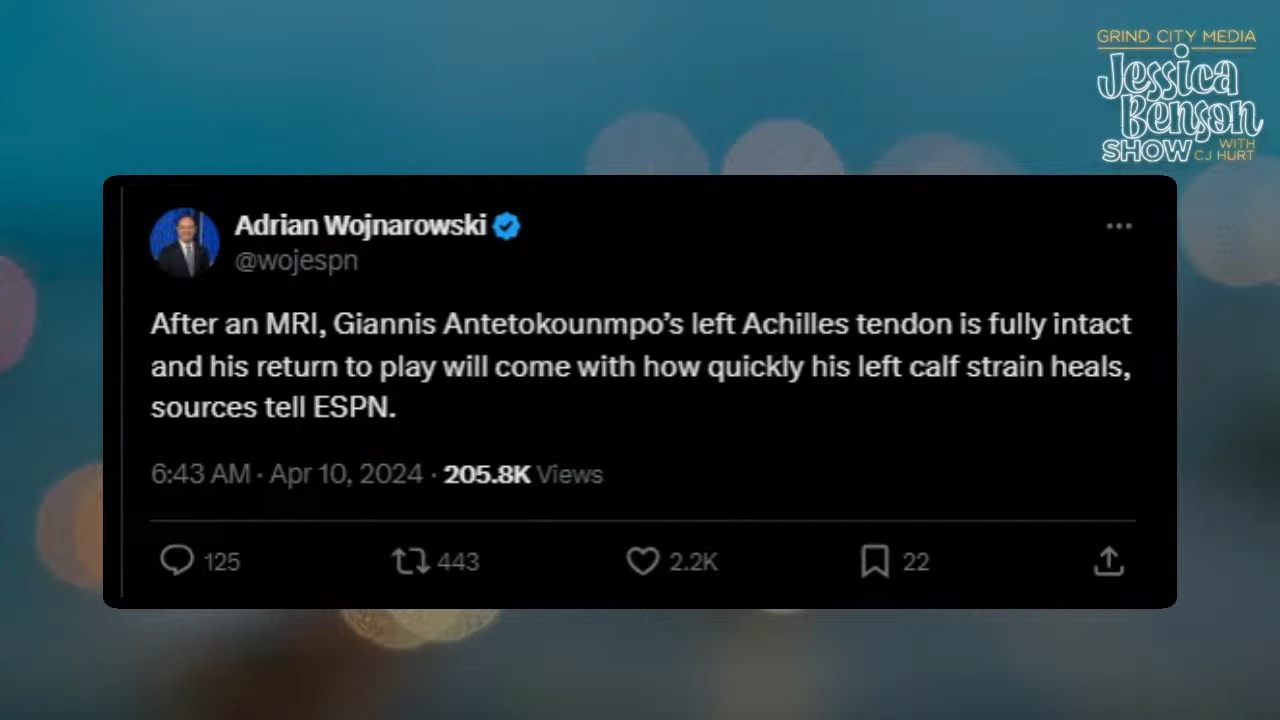 GRIND CITY MEDIA
Jessica
Benson
SHOW WITH
CJ HURT
Adrian Wojnarowski
@wojespn
After an MRI, Giannis Antetokounmpo’s left Achilles tendon is fully intact
and his return to play will come with how quickly his left calf strain heals,
sources tell ESPN.
6:43 AM · Apr 10, 2024 · 205.8K Views
125 443 2.2K 22